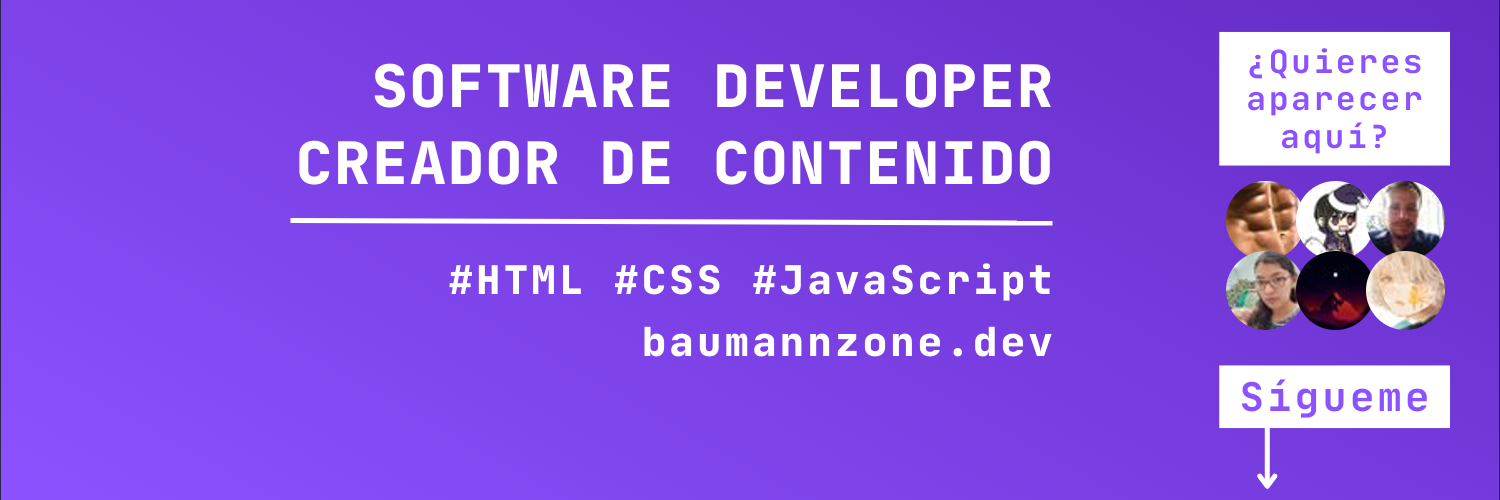 SOFTWARE DEVELOPER
CREADOR DE CONTENIDO
#HTML #CSS #JavaScript
baumannzone.dev
¿Quieres
aparecer
aquí?
Sígueme